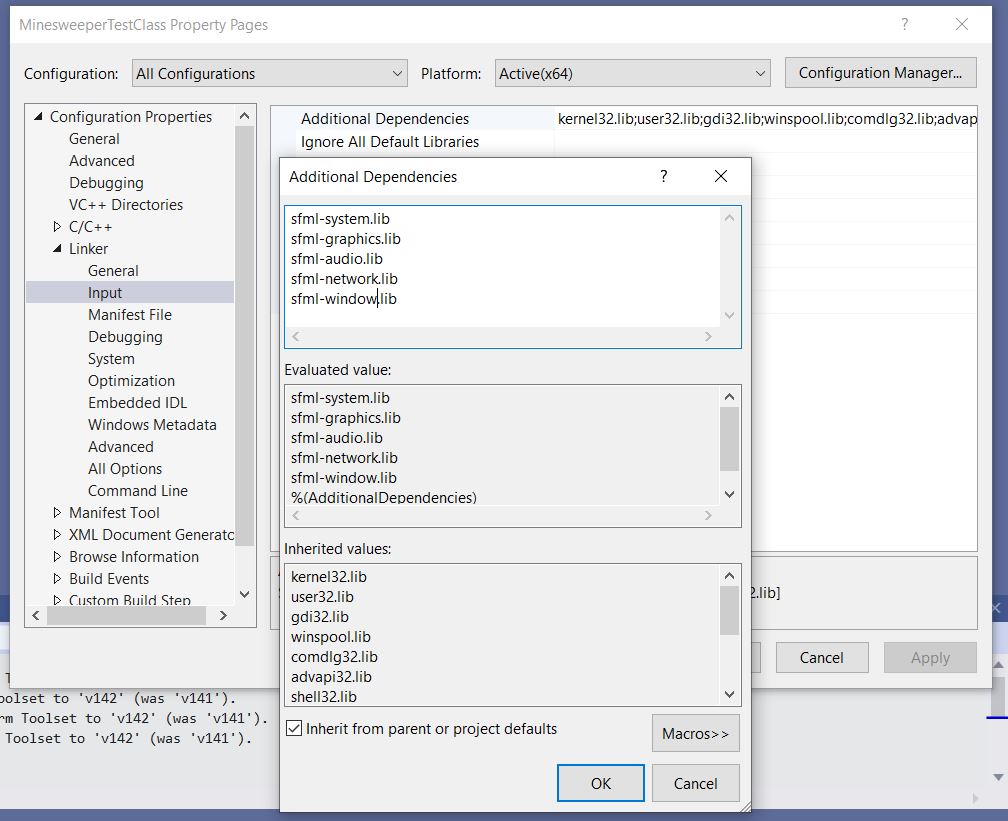 MinesweeperTestClass Property Pages
? ×
Configuration: All Configurations Platform: Active(x64) Configuration Manager...
Configuration Properties
General
Advanced
Debugging
VC++ Directories
C/C++
Linker
General
Input
Manifest File
Debugging
System
Optimization
Embedded IDL
Windows Metadata
Advanced
All Options
Command Line
Manifest Tool
XML Document Generato
Browse Information
Build Events
Custom Build Step
Additional Dependencies kernel32.lib;user32.lib;gdi32.lib;winspool.lib;comdlg32.lib;advap
Ignore All Default Libraries
Additional Dependencies
? ×
sfml-system.lib
sfml-graphics.lib
sfml-audio.lib
sfml-network.lib
sfml-window.lib
Evaluated value:
sfml-system.lib
sfml-graphics.lib
sfml-audio.lib
sfml-network.lib
sfml-window.lib
%(AdditionalDependencies)
Inherited values:
kernel32.lib
user32.lib
gdi32.lib
winspool.lib
comdlg32.lib
advapi32.lib
shell32.lib
Inherit from parent or project defaults
Macros>>
OK Cancel
2.lib]
Cancel Apply
oolset to 'v142' (was 'v141').
rm Toolset to 'v142' (was 'v141').
Toolset to 'v142' (was 'v141').